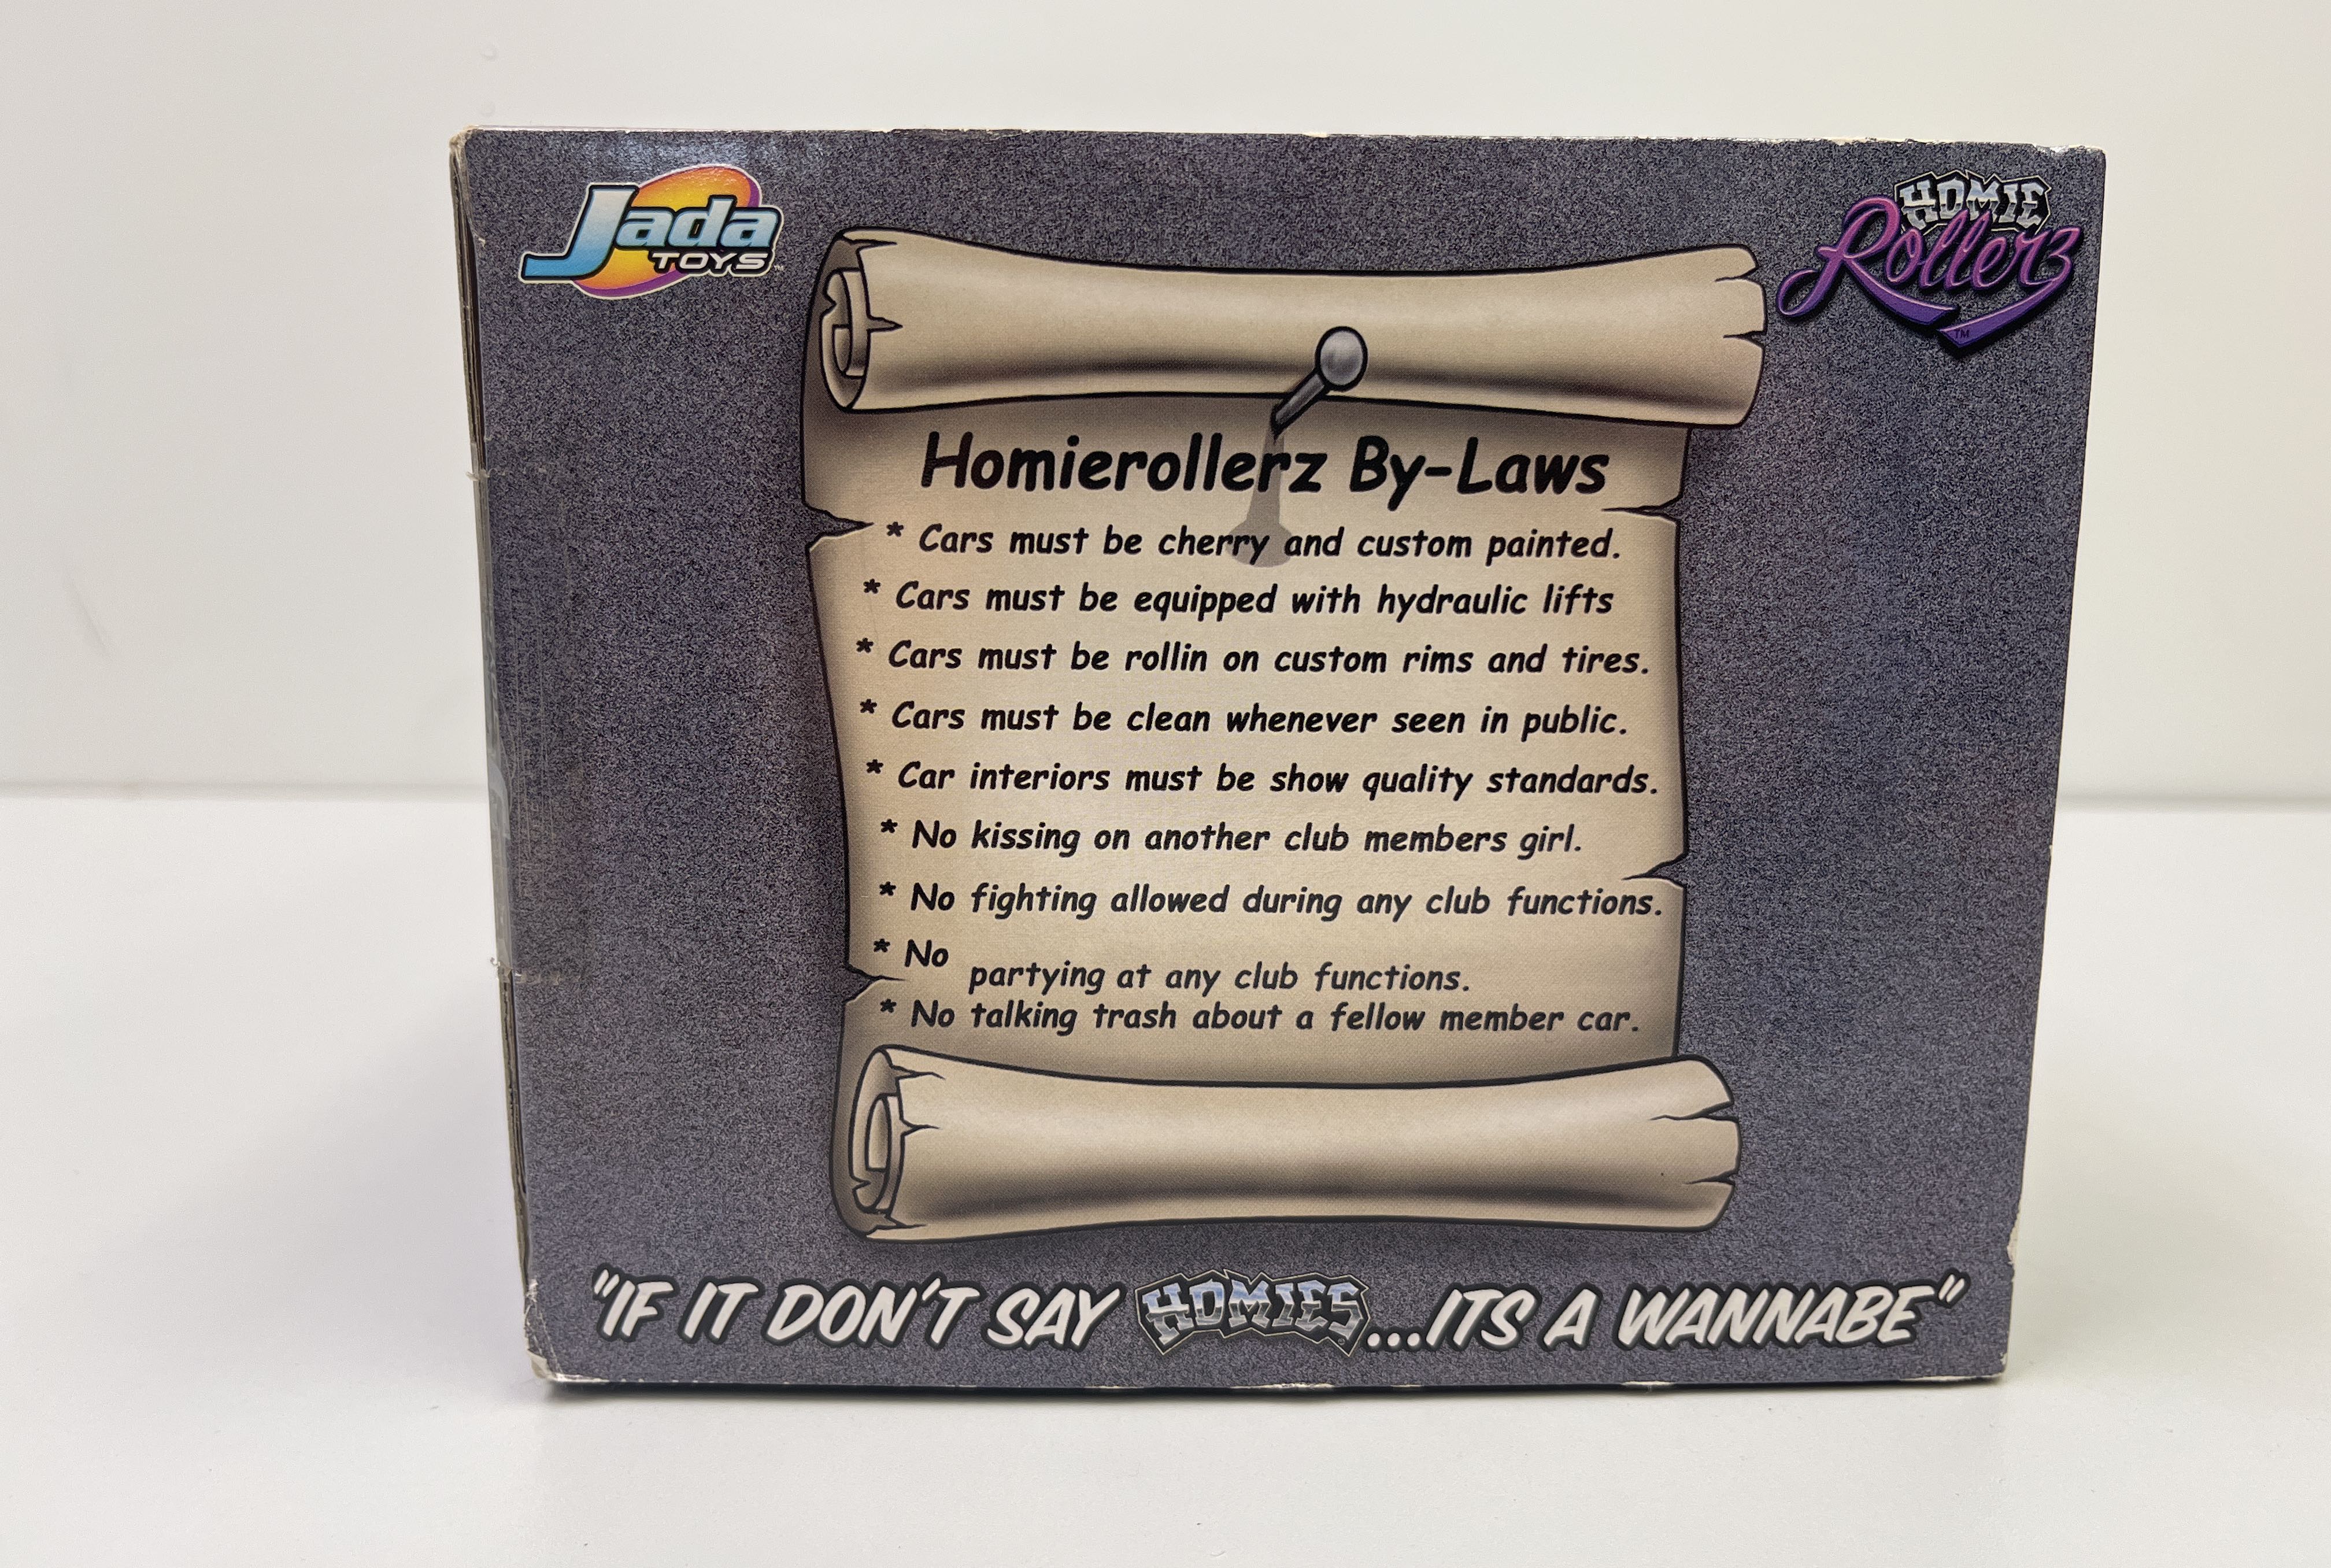 Jada
TOYS™
HOMIE
Rollerz
™
Homierollerz By-Laws
* Cars must be cherry and custom painted.
* Cars must be equipped with hydraulic lifts
* Cars must be rollin on custom rims and tires.
* Cars must be clean whenever seen in public.
* Car interiors must be show quality standards.
* No kissing on another club members girl.
* No fighting allowed during any club functions.
* No
partying at any club functions.
* No talking trash about a fellow member car.
"IF IT DON'T SAY HOMIES...ITS A WANNABE"